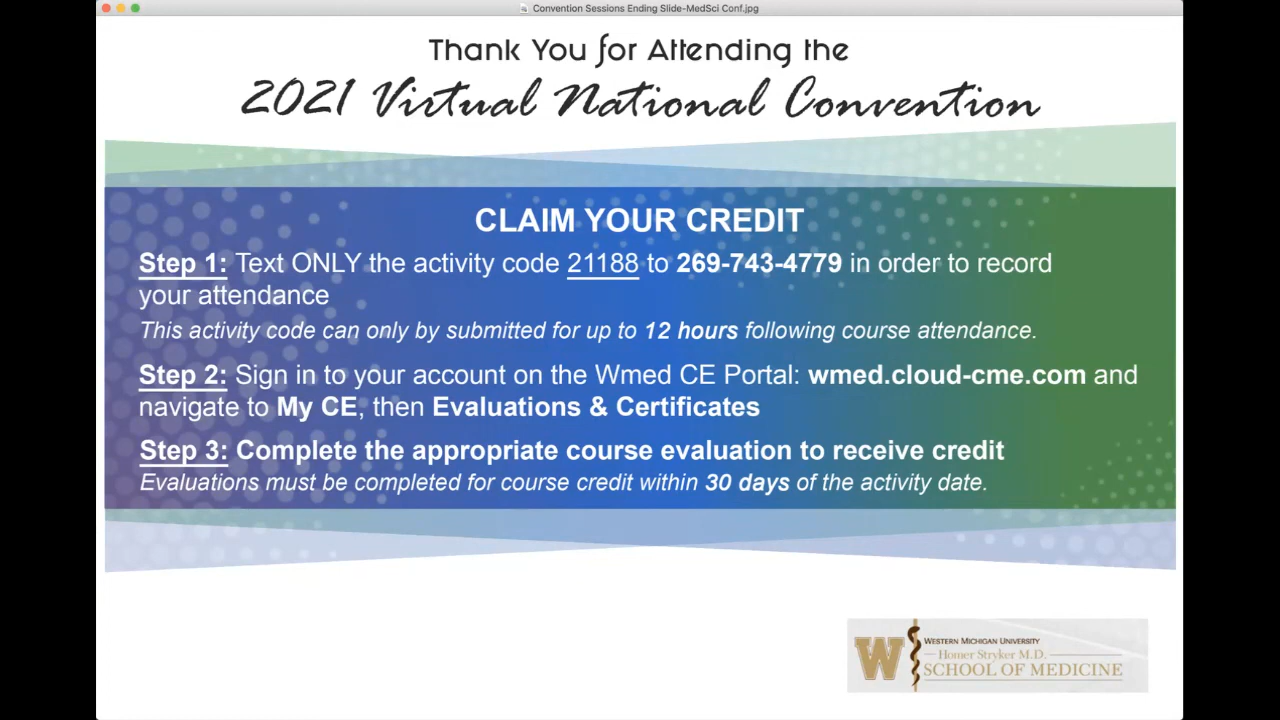 Convention Sessions Ending Slide-MedSci Conf.jpg
Thank You for Attending the
2021 Virtual National Convention
CLAIM YOUR CREDIT
Step 1: Text ONLY the activity code 21188 to 269-743-4779 in order to record
your attendance
This activity code can only by submitted for up to 12 hours following course attendance.
Step 2: Sign in to your account on the Wmed CE Portal: wmed.cloud-cme.com and
navigate to My CE, then Evaluations & Certificates
Step 3: Complete the appropriate course evaluation to receive credit
Evaluations must be completed for course credit within 30 days of the activity date.
W
WESTERN MICHIGAN UNIVERSITY
Homer Stryker M.D.
SCHOOL OF MEDICINE